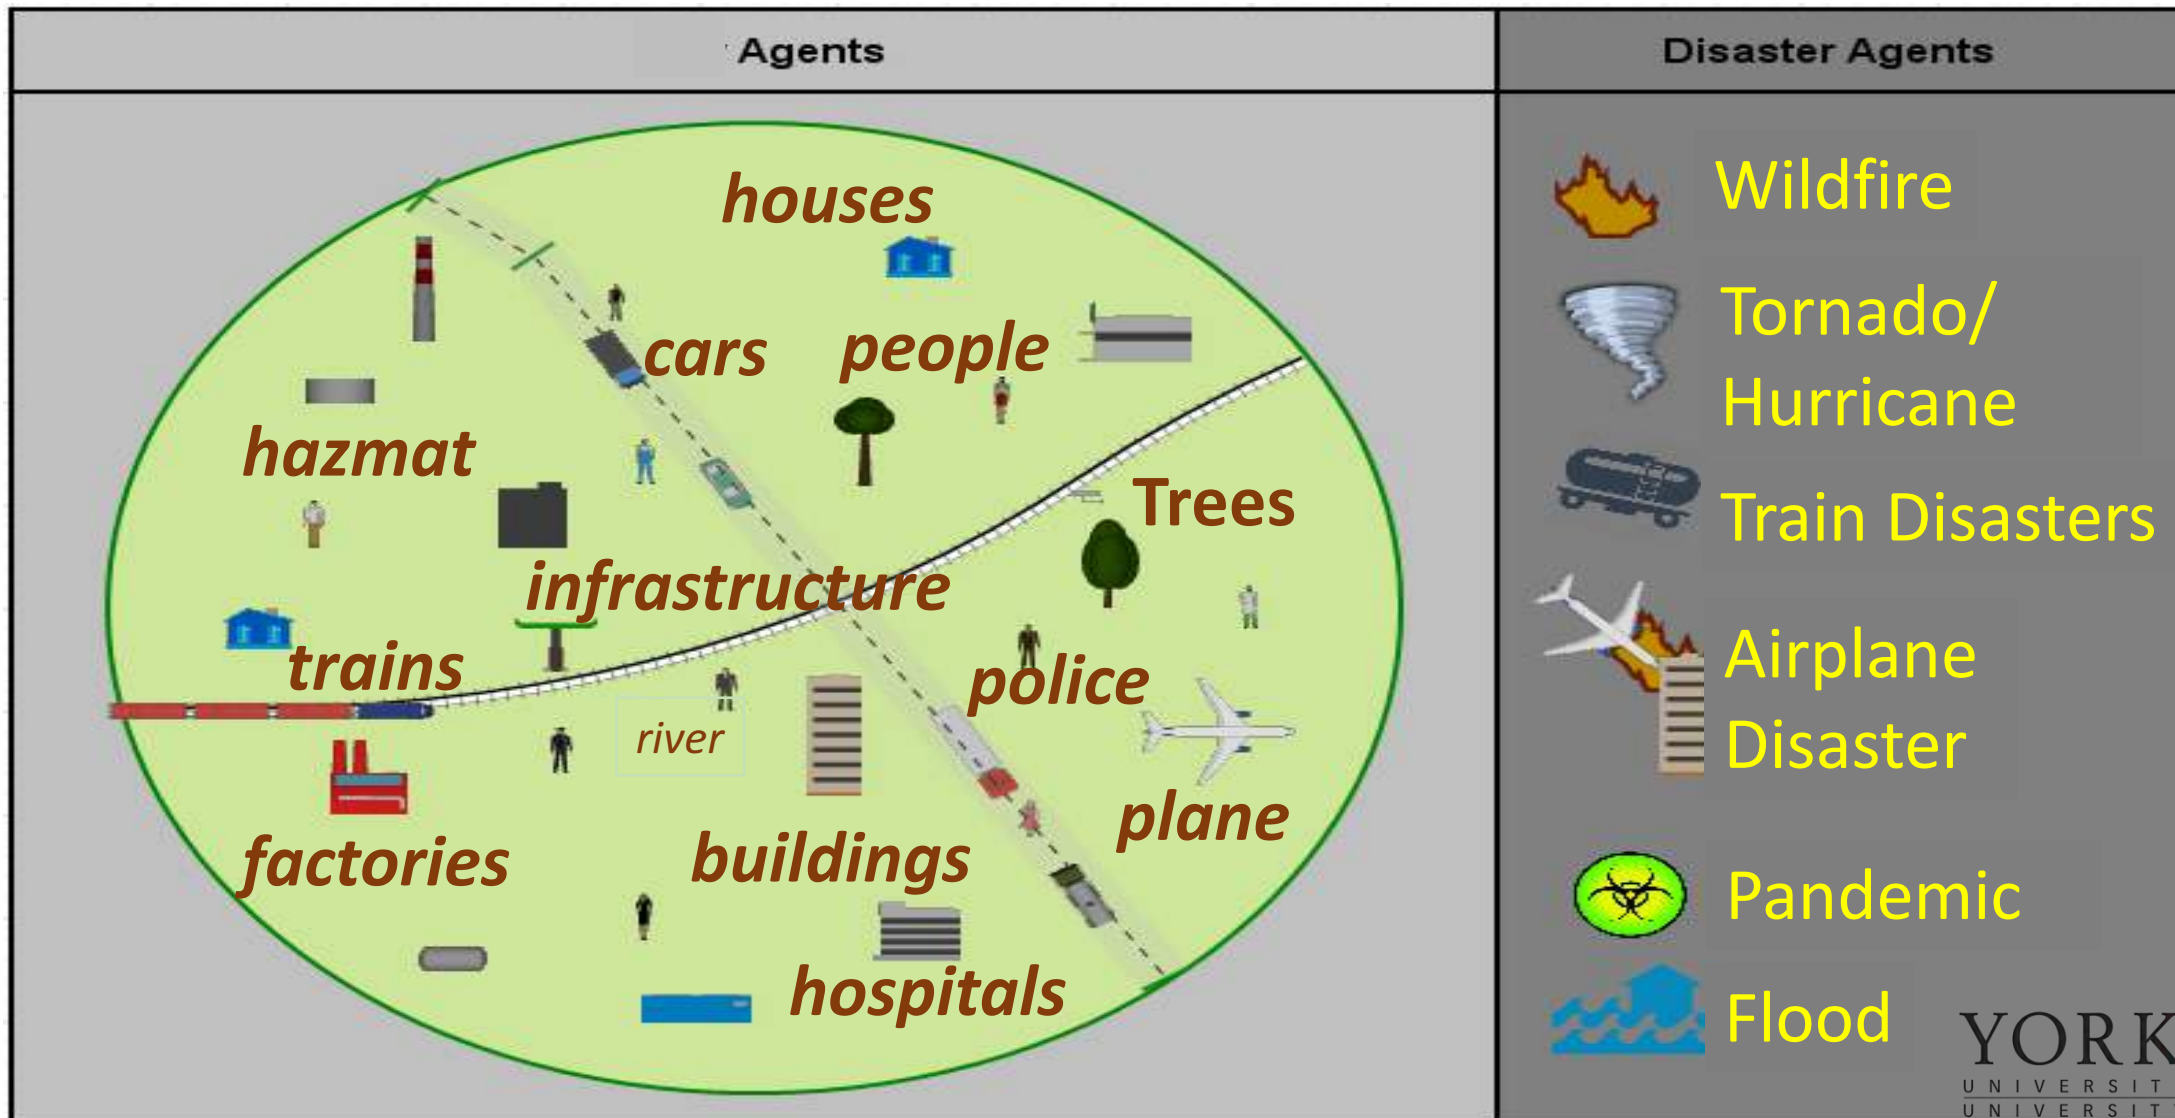 Agents
Disaster Agents
houses
cars
people
hazmat
Trees
infrastructure
trains
police
river
plane
factories
buildings
hospitals
Wildfire
Tornado/
Hurricane
Train Disasters
Airplane
Disaster
Pandemic
Flood
YORK
UNIVERSIT
UNIVERSIT